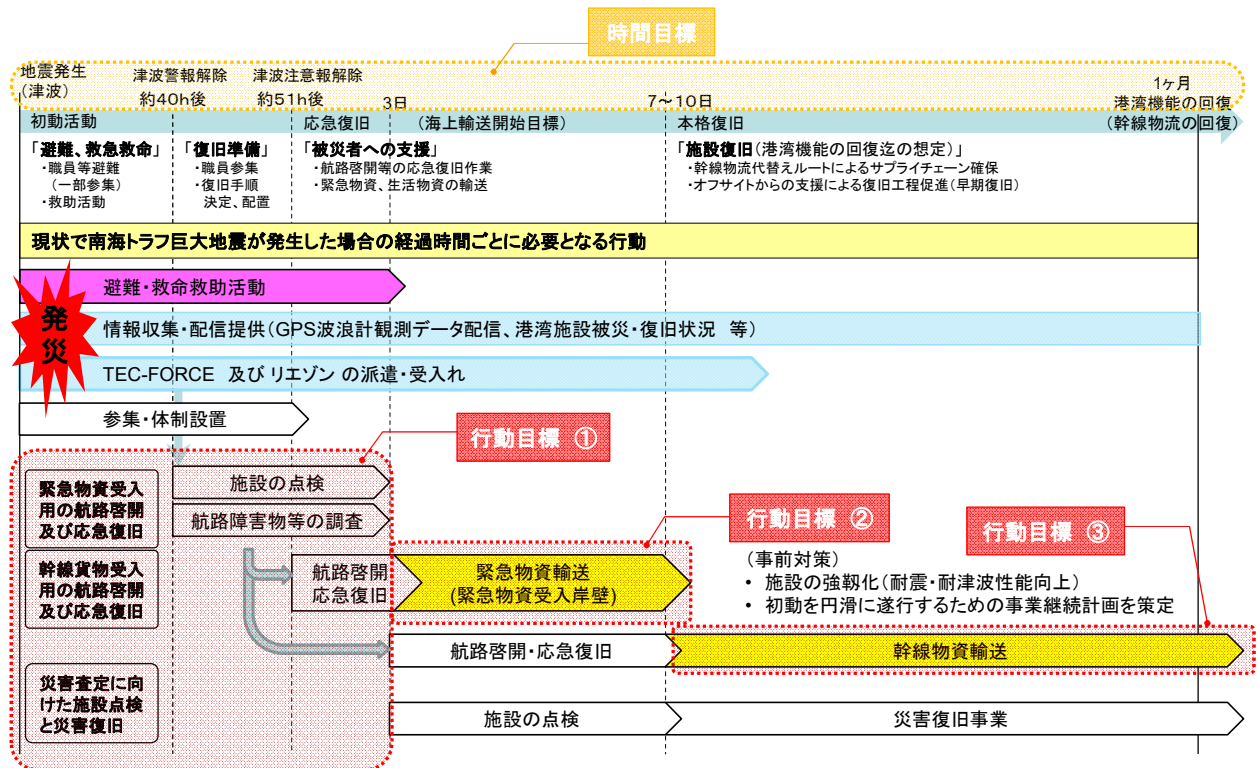 時間目標
地震発生
(津波)
津波警報解除
約40h後
津波注意報解除
約51h後
3日
7～10日
1ヶ月
港湾機能の回復
初動活動
応急復旧
(海上輸送開始目標)
本格復旧
(幹線物流の回復)
「避難、救急救命」
・職員等避難
(一部参集)
・救助活動
「復旧準備」
・職員参集
・復旧手順
決定、配置
「被災者への支援」
・航路啓開等の応急復旧作業
・緊急物資、生活物資の輸送
「施設復旧(港湾機能の回復迄の想定)」
・幹線物流代替えルートによるサプライチェーン確保
・オフサイトからの支援による復旧工程促進(早期復旧)
現状で南海トラフ巨大地震が発生した場合の経過時間ごとに必要となる行動
発
災
避難・救命救助活動
情報収集・配信提供(GPS波浪計観測データ配信、港湾施設被災・復旧状況 等)
TEC-FORCE 及び リエゾン の派遣・受入れ
参集・体制設置
行動目標 ①
緊急物資受入
用の航路啓開
及び応急復旧
施設の点検
航路障害物等の調査
行動目標 ②
行動目標 ③
幹線貨物受入
用の航路啓開
及び応急復旧
航路啓開
応急復旧
緊急物資輸送
(緊急物資受入岸壁)
(事前対策)
• 施設の強靱化(耐震・耐津波性能向上)
• 初動を円滑に遂行するための事業継続計画を策定
航路啓開・応急復旧
幹線物資輸送
災害査定に向
けた施設点検
と災害復旧
施設の点検
災害復旧事業